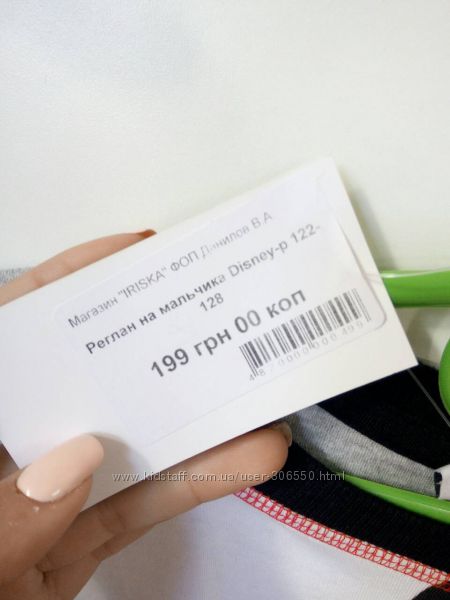 Магазин "IRISKA" ФОП Данилов В А
Реглан на мальчика Disney-р 122-
128
199 грн 00 коп
www.kidstaff.com.ua/user-306550.html